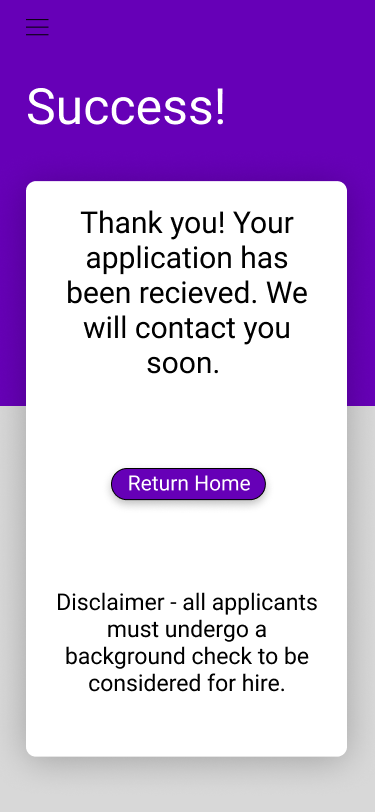 Success!
Thank you! Your
application has
been recieved. We
will contact you
soon.
Return Home
Disclaimer - all applicants
must undergo a
background check to be
considered for hire.